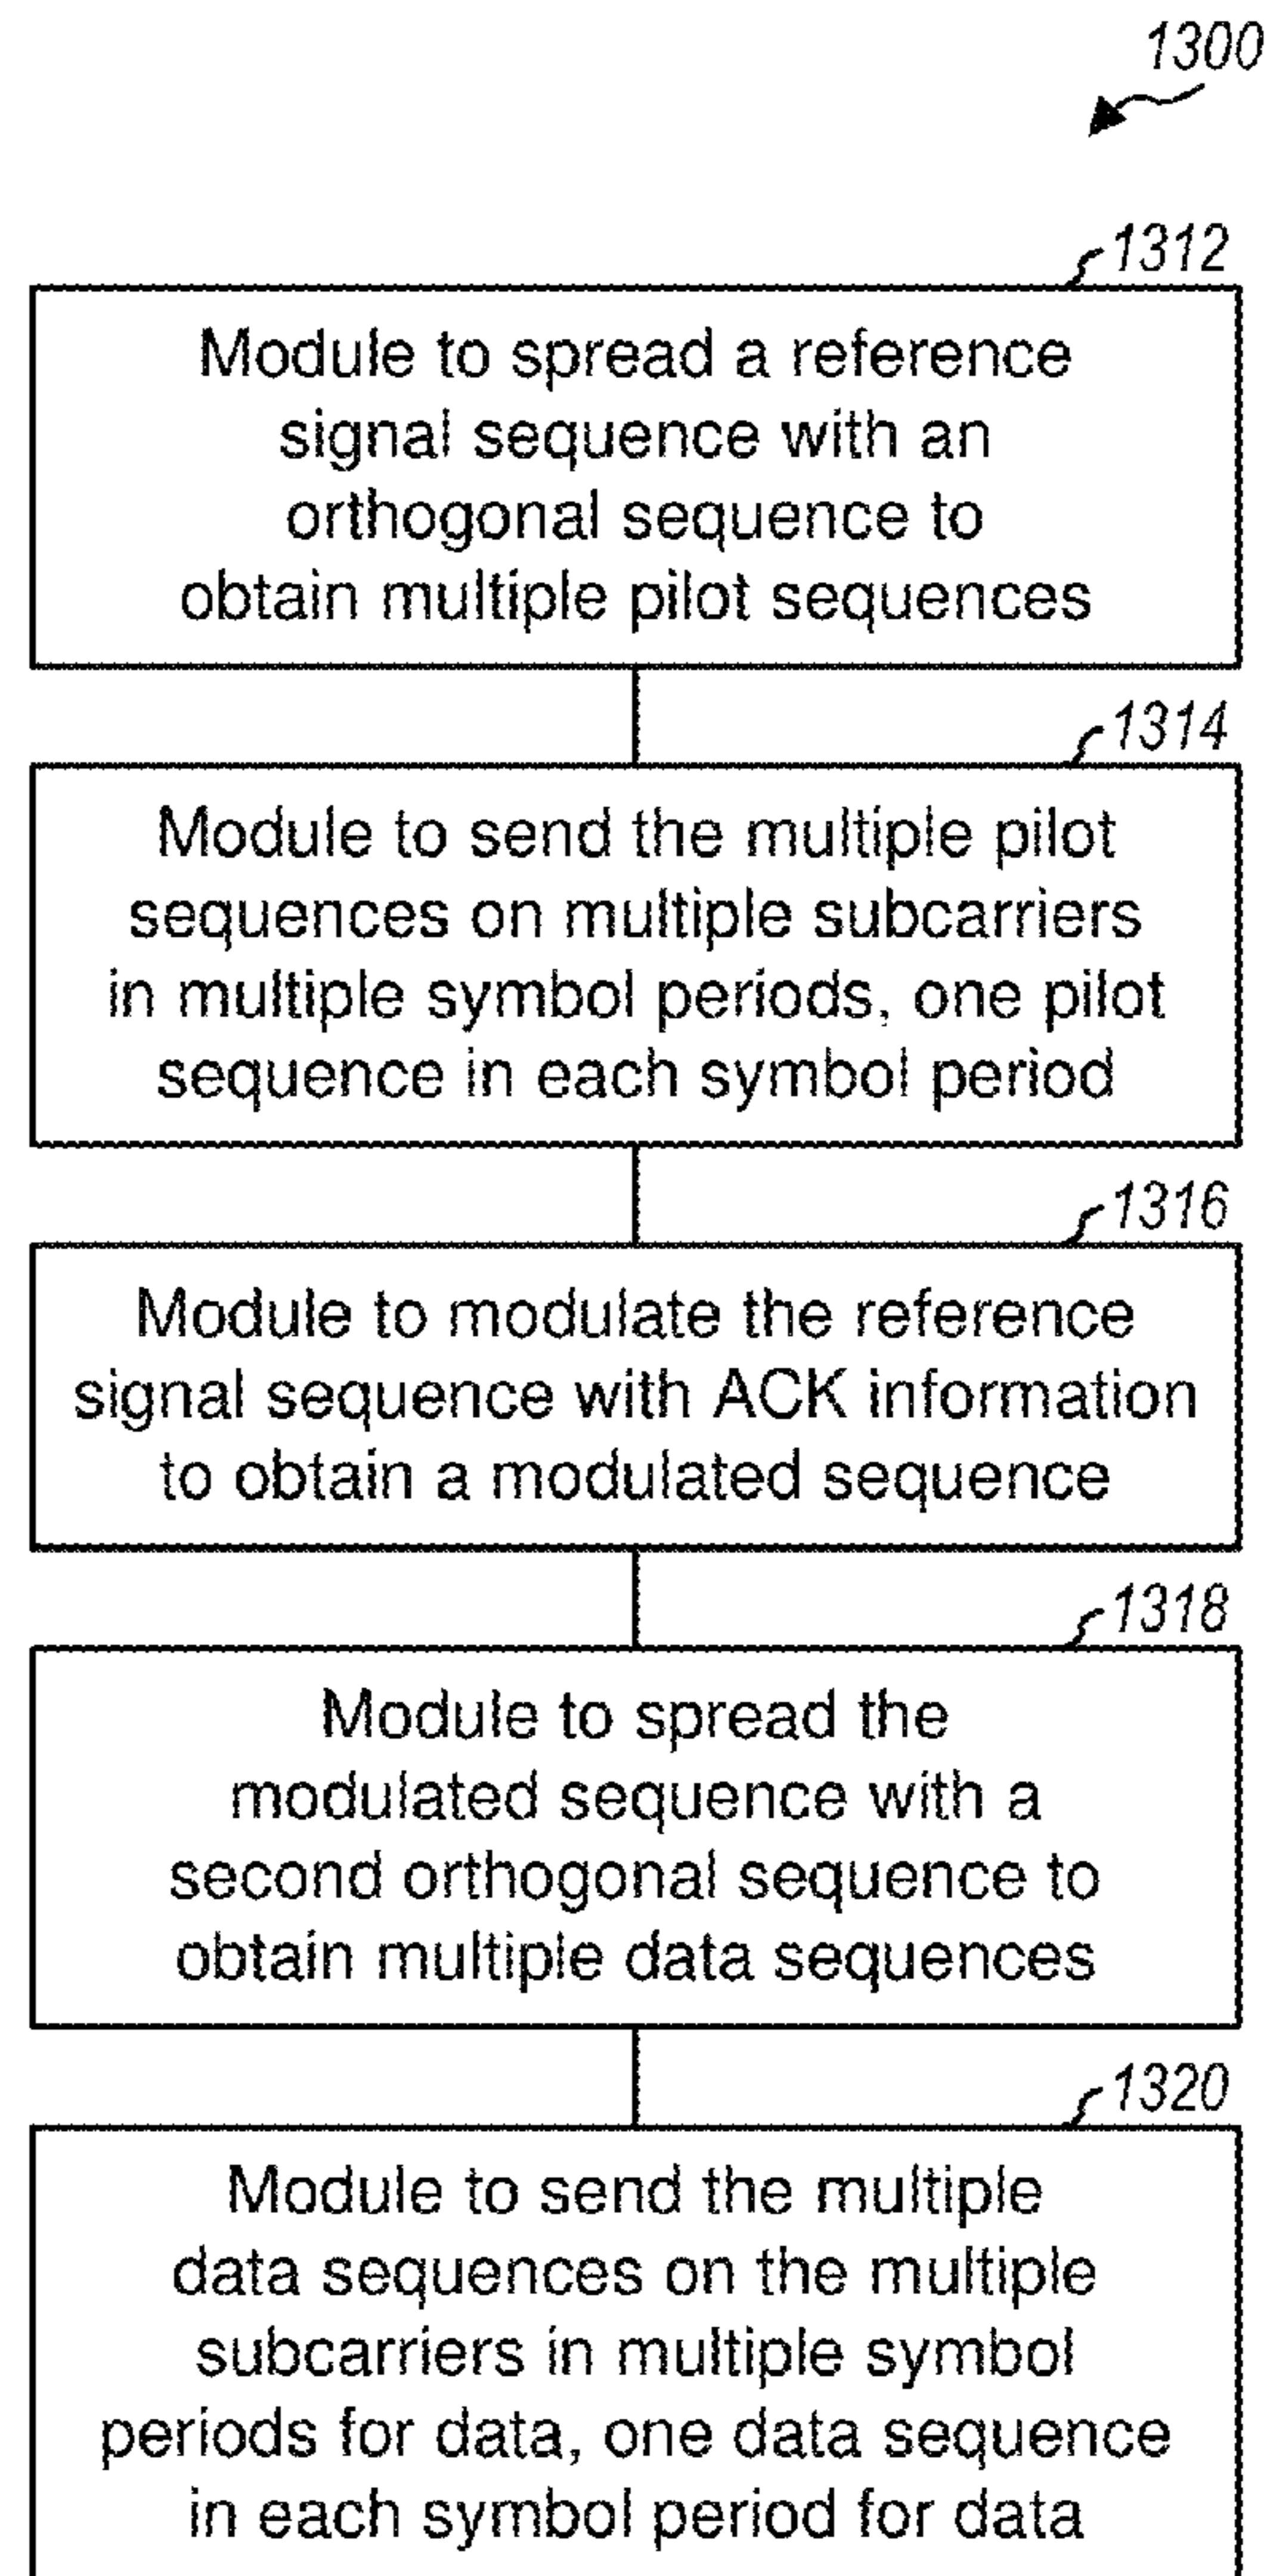 1300
1312
Module to spread a reference
signal sequence with an
orthogonal sequence to
obtain multiple pilot sequences
1314
Module to send the multiple pilot
sequences on multiple subcarriers
in multiple symbol periods, one pilot
sequence in each symbol period
1316
Module to modulate the reference
signal sequence with ACK information
to obtain a modulated sequence
1318
Module to spread the
modulated sequence with a
second orthogonal sequence to
obtain multiple data sequences
1320
Module to send the multiple
data sequences on the multiple
subcarriers in multiple symbol
periods for data, one data sequence
in each symbol period for data